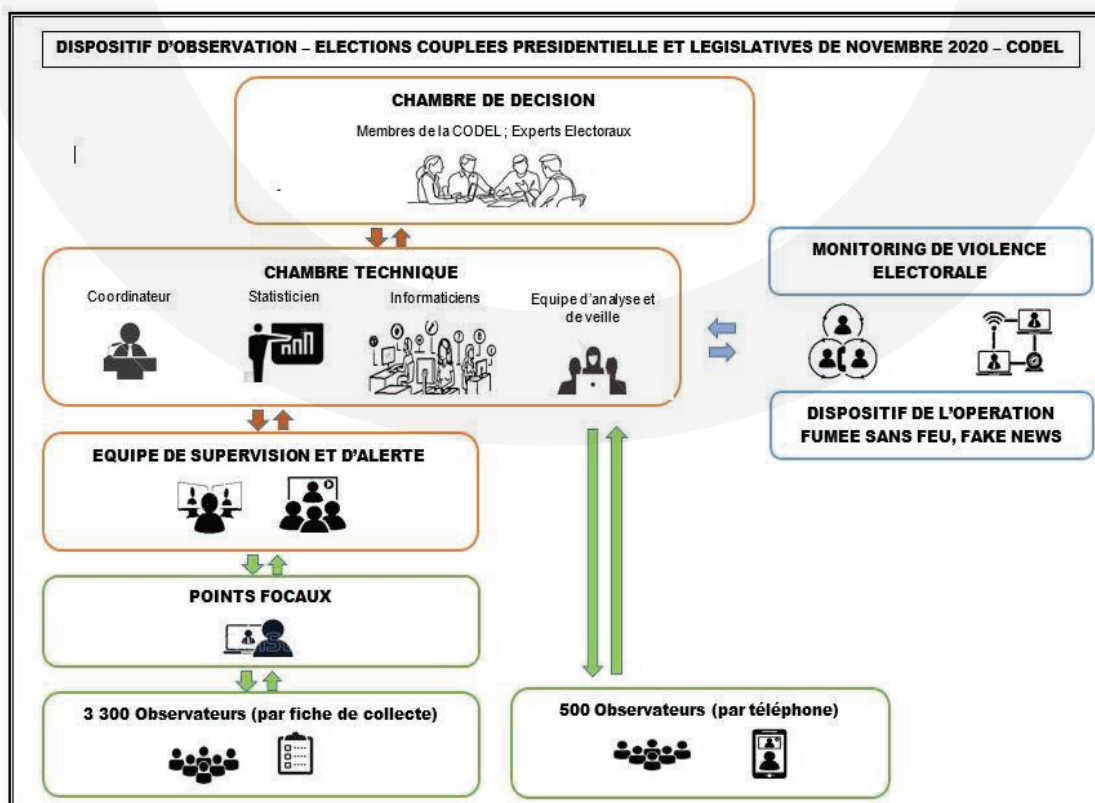 DISPOSITIF D'OBSERVATION – ELECTIONS COUPLEES PRESIDENTIELLE ET LEGISLATIVES DE NOVEMBRE 2020 – CODEL
CHAMBRE DE DECISION
Membres de la CODEL ; Experts Electoraux
CHAMBRE TECHNIQUE
Coordinateur
Statisticien
Informaticiens
Equipe d'analyse et
de veille
MONITORING DE VIOLENCE
ELECTORALE
DISPOSITIF DE L'OPERATION
FUMEE SANS FEU, FAKE NEWS
EQUIPE DE SUPERVISION ET D'ALERTE
POINTS FOCAUX
3 300 Observateurs (par fiche de collecte)
500 Observateurs (par téléphone)